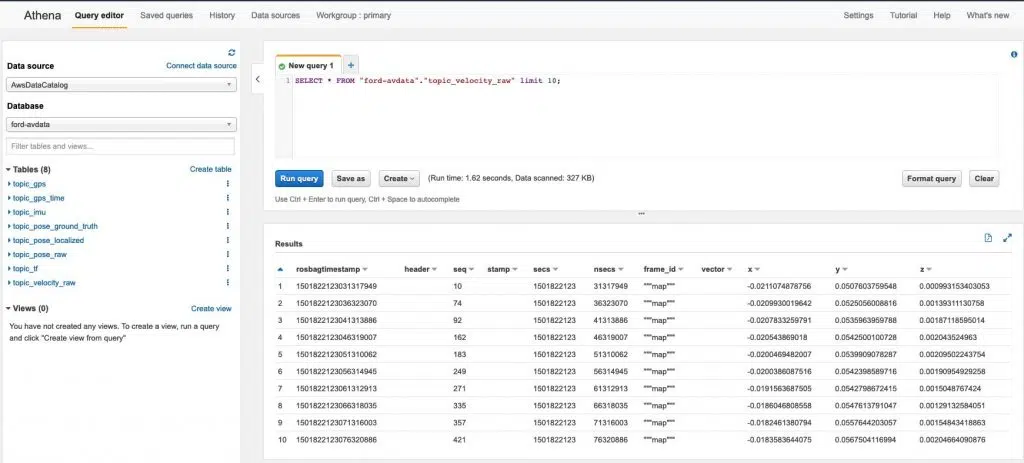 Athena Query editor Saved queries History Data sources Workgroup : primary Settings Tutorial Help What's new
Data source Connect data source
AwsDataCatalog
Database
ford-avdata
Filter tables and views...
Tables (8) Create table
topic_gps
topic_gps_time
topic_imu
topic_pose_ground_truth
topic_pose_localized
topic_pose_raw
topic_tf
topic_velocity_raw
Views (0) Create view
You have not created any views. To create a view, run a query
and click "Create view from query"
New query 1 +
1 SELECT * FROM "ford-avdata"."topic_velocity_raw" limit 10;
Run query Save as Create (Run time: 1.62 seconds, Data scanned: 327 KB) Format query Clear
Use Ctrl + Enter to run query, Ctrl + Space to autocomplete
Results
rosbagtimestamp header seq stamp secs nsecs frame_id vector x y z
1 1501822123031317949 10 1501822123 31317949 """map""" -0.0211074878756 0.0507603759548 0.000993153403053
2 1501822123036323070 74 1501822123 36323070 """map""" -0.0209930019642 0.0525056008816 0.00139311130758
3 1501822123041313886 92 1501822123 41313886 """map""" -0.0207833259791 0.0535963959788 0.00187118595014
4 1501822123046319007 162 1501822123 46319007 """map""" -0.020543869018 0.0542500100728 0.002043524963
5 1501822123051310062 183 1501822123 51310062 """map""" -0.0200469482007 0.0539909078287 0.00209502243754
6 1501822123056314945 249 1501822123 56314945 """map""" -0.0200386087516 0.0542398589716 0.00190954929258
7 1501822123061312913 271 1501822123 61312913 """map""" -0.0191563687505 0.0542798672415 0.0015048767424
8 1501822123066318035 335 1501822123 66318035 """map""" -0.0186046808558 0.0547613791047 0.00129132584051
9 1501822123071316003 357 1501822123 71316003 """map""" -0.0182461380794 0.0557644203057 0.00154843418863
10 1501822123076320886 421 1501822123 76320886 """map""" -0.0183583644075 0.0567504116994 0.00204664090876